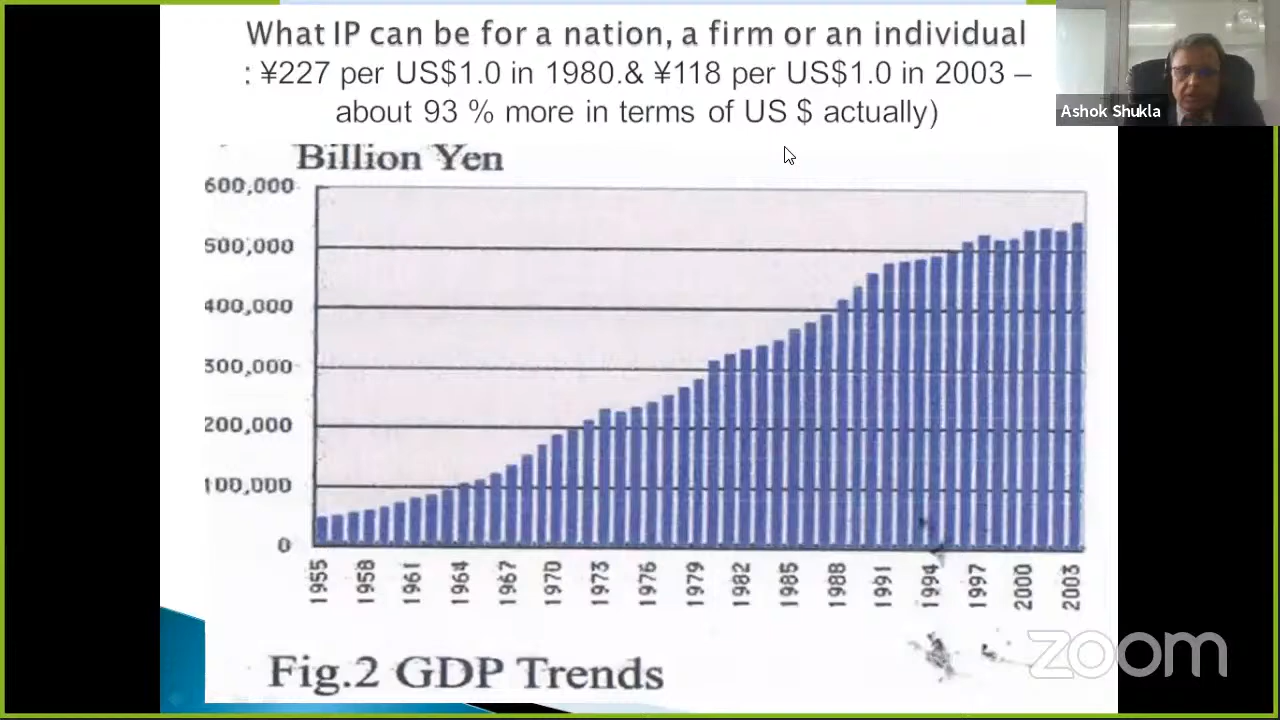 What IP can be for a nation, a firm or an individual
: ¥227 per US$1.0 in 1980.& ¥118 per US$1.0 in 2003 –
about 93 % more in terms of US $ actually)
Ashok Shukla
Billion Yen
600,000
500,000
400,000
300,000
200,000
100,000
0
1955 1958 1961 1964 1967 1970 1973 1976 1979 1982 1985 1988 1991 1994 1997 2000 2003
Fig.2 GDP Trends
zoom